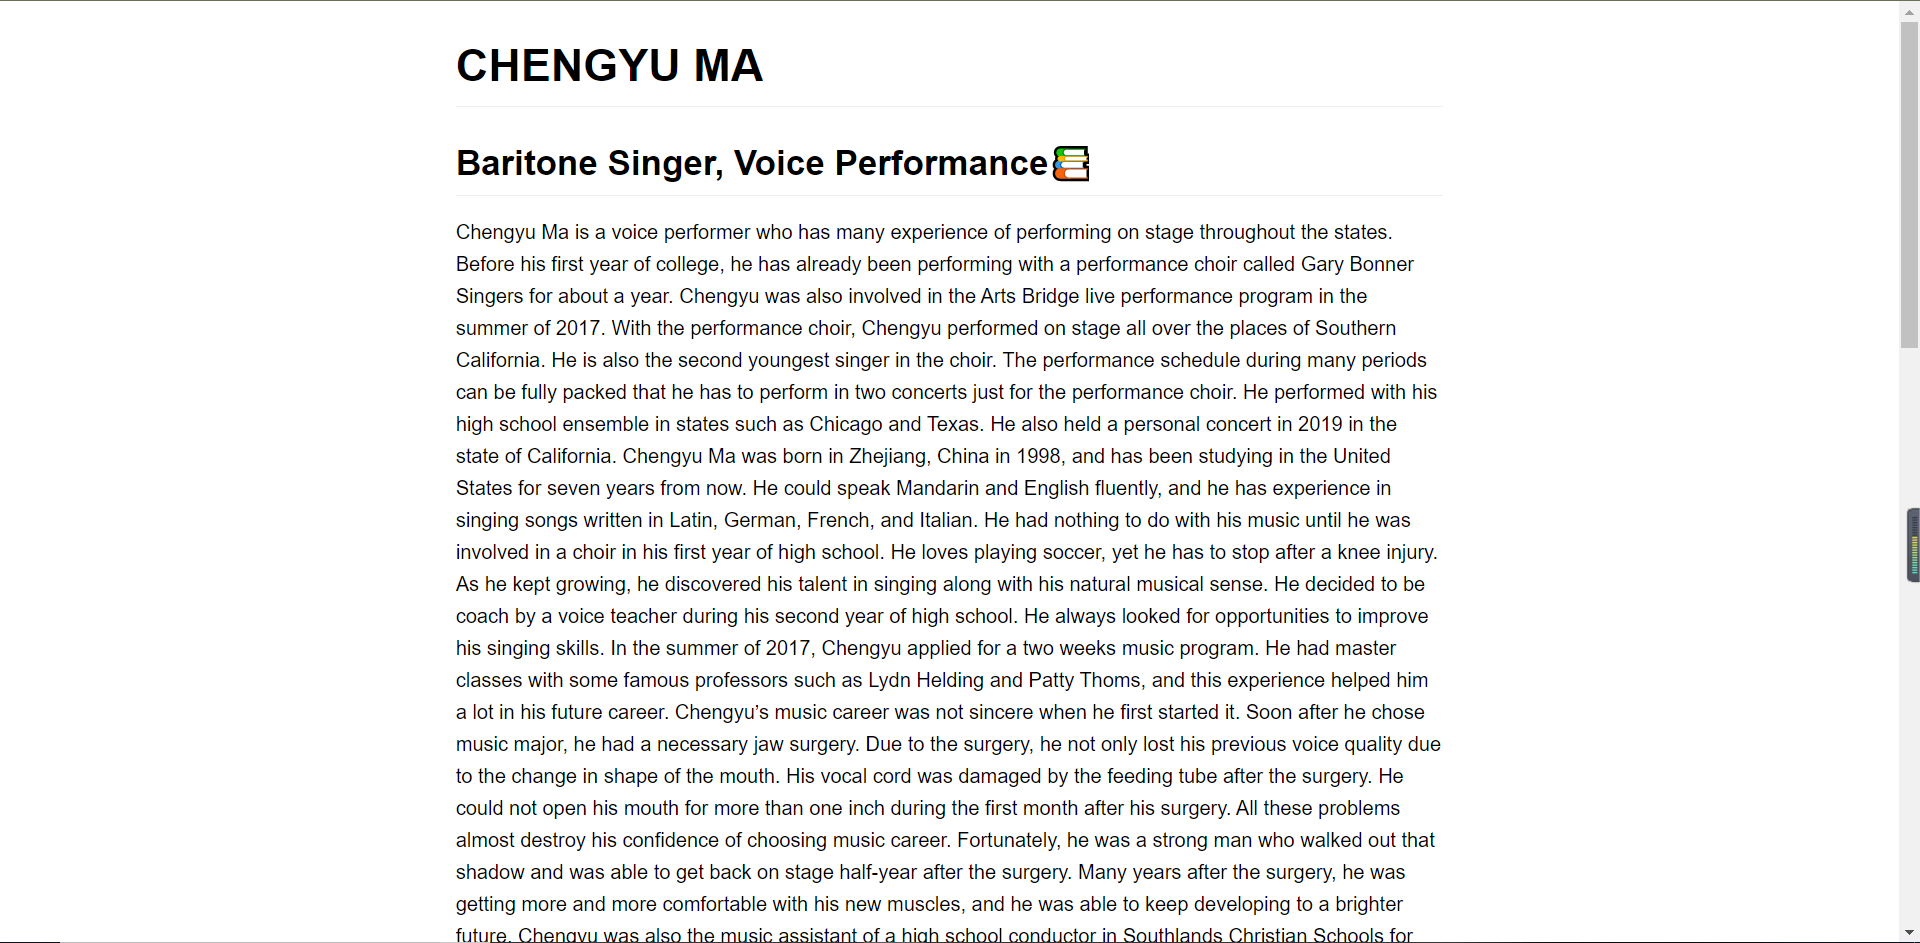 CHENGYU MA
Baritone Singer, Voice Performance
Chengyu Ma is a voice performer who has many experience of performing on stage throughout the states.
Before his first year of college, he has already been performing with a performance choir called Gary Bonner
Singers for about a year. Chengyu was also involved in the Arts Bridge live performance program in the
summer of 2017. With the performance choir, Chengyu performed on stage all over the places of Southern
California. He is also the second youngest singer in the choir. The performance schedule during many periods
can be fully packed that he has to perform in two concerts just for the performance choir. He performed with his
high school ensemble in states such as Chicago and Texas. He also held a personal concert in 2019 in the
state of California. Chengyu Ma was born in Zhejiang, China in 1998, and has been studying in the United
States for seven years from now. He could speak Mandarin and English fluently, and he has experience in
singing songs written in Latin, German, French, and Italian. He had nothing to do with his music until he was
involved in a choir in his first year of high school. He loves playing soccer, yet he has to stop after a knee injury.
As he kept growing, he discovered his talent in singing along with his natural musical sense. He decided to be
coach by a voice teacher during his second year of high school. He always looked for opportunities to improve
his singing skills. In the summer of 2017, Chengyu applied for a two weeks music program. He had master
classes with some famous professors such as Lydn Helding and Patty Thoms, and this experience helped him
a lot in his future career. Chengyu’s music career was not sincere when he first started it. Soon after he chose
music major, he had a necessary jaw surgery. Due to the surgery, he not only lost his previous voice quality due
to the change in shape of the mouth. His vocal cord was damaged by the feeding tube after the surgery. He
could not open his mouth for more than one inch during the first month after his surgery. All these problems
almost destroy his confidence of choosing music career. Fortunately, he was a strong man who walked out that
shadow and was able to get back on stage half-year after the surgery. Many years after the surgery, he was
getting more and more comfortable with his new muscles, and he was able to keep developing to a brighter
future. Chengyu was also the music assistant of a high school conductor in Southlands Christian Schools for